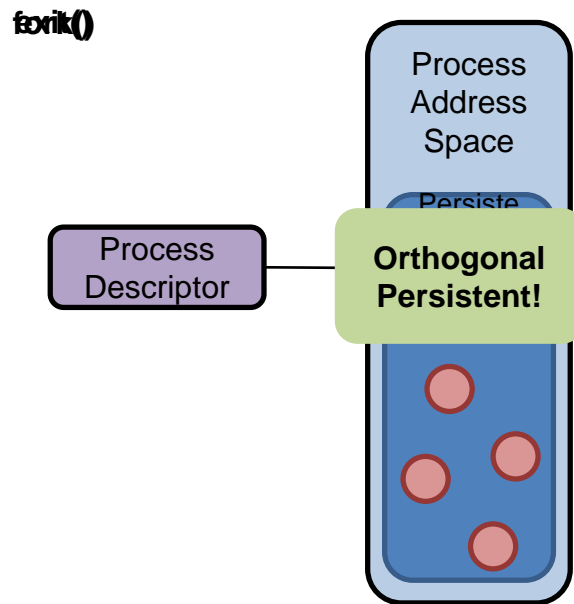 Process
Address
Space
Persiste
Process
Descriptor
Orthogonal
Persistent!